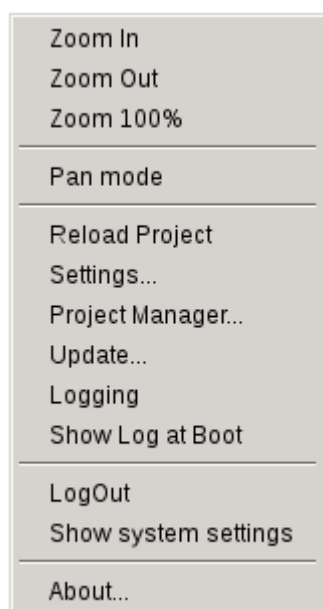 Zoom In
Zoom Out
Zoom 100%
Pan mode
Reload Project
Settings...
Project Manager...
Update...
Logging
Show Log at Boot
LogOut
Show system settings
About...